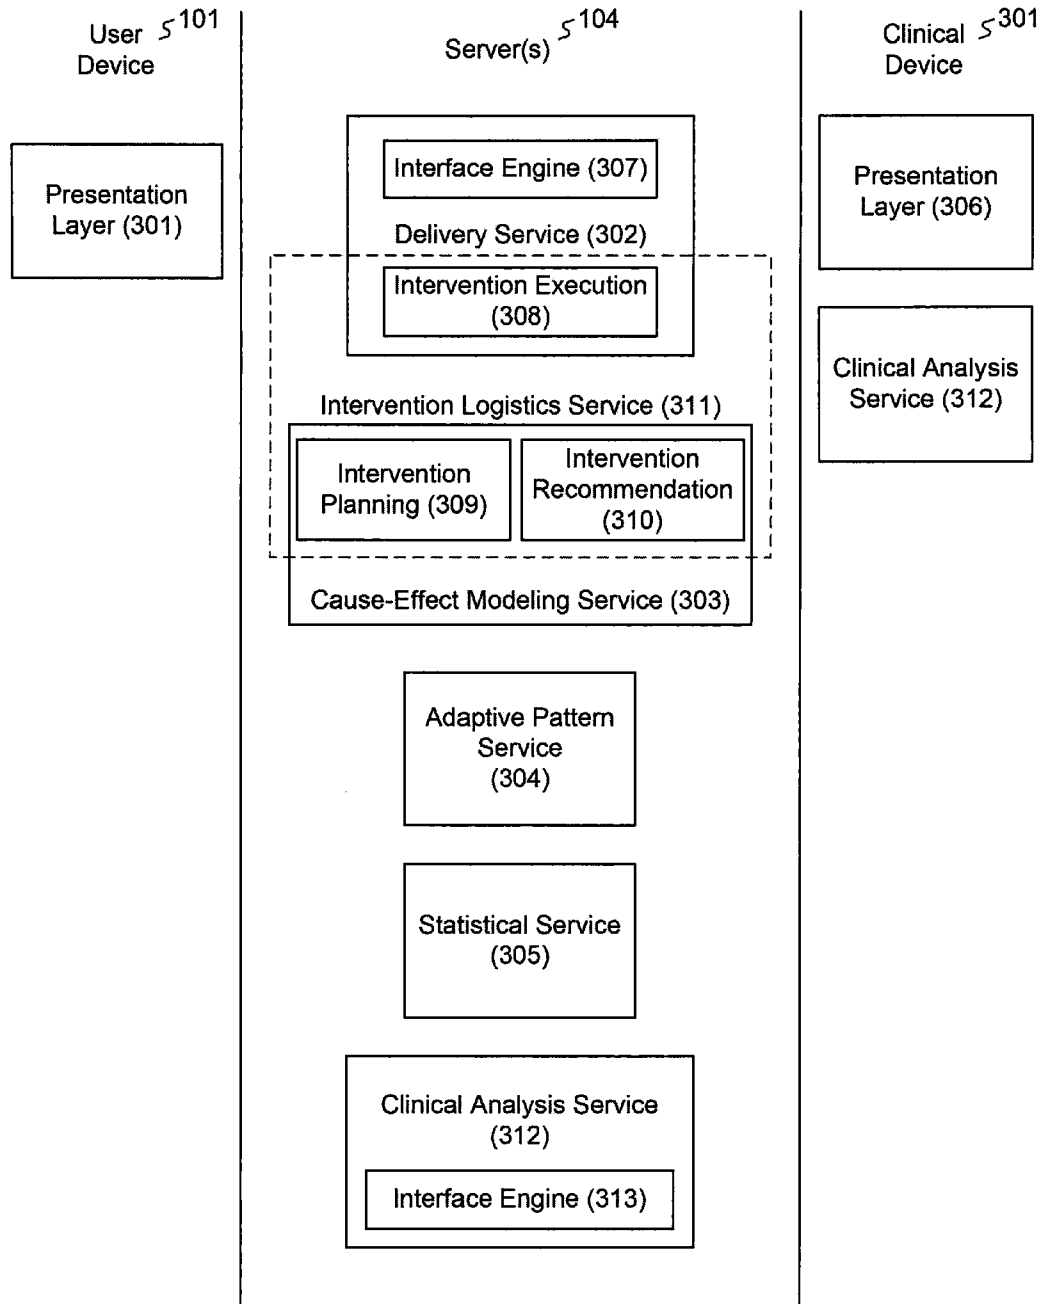 User
Device
101
Server(s)
104
Clinical
Device
301
Presentation
Layer (301)
Interface Engine (307)
Delivery Service (302)
Intervention Execution
(308)
Intervention Logistics Service (311)
Intervention
Planning (309)
Intervention
Recommendation
(310)
Cause-Effect Modeling Service (303)
Adaptive Pattern
Service
(304)
Statistical Service
(305)
Clinical Analysis Service
(312)
Interface Engine (313)
Presentation
Layer (306)
Clinical Analysis
Service (312)